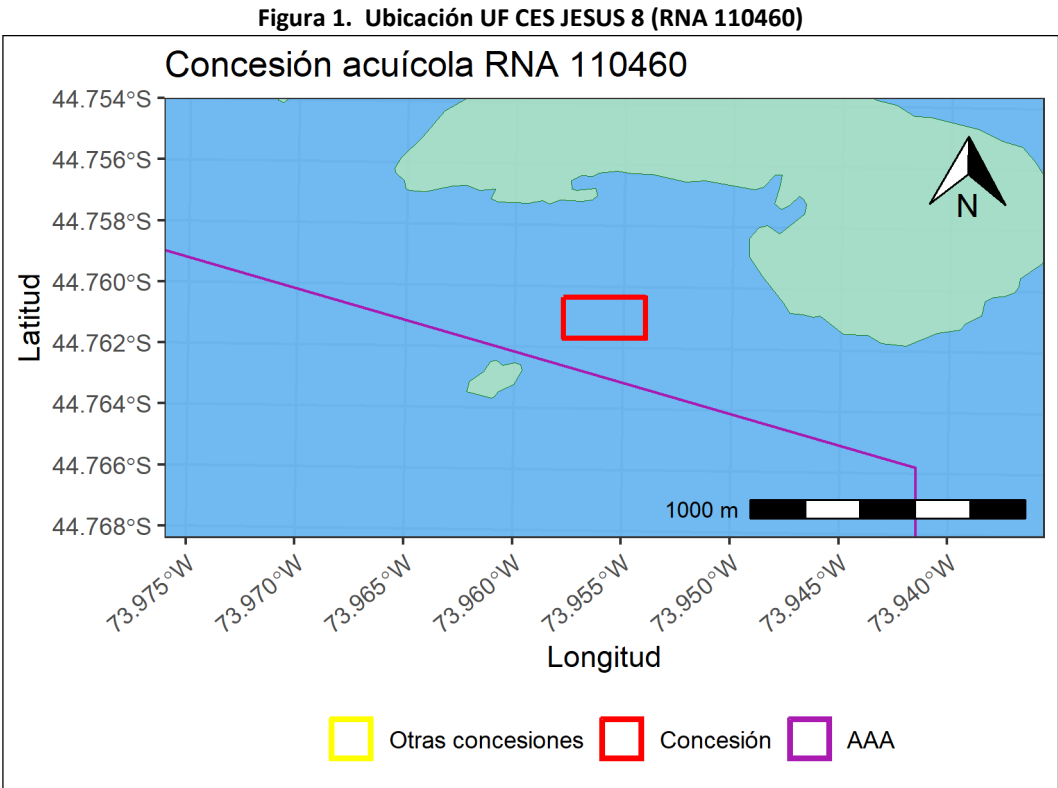 Figura 1. Ubicación UF CES JESUS 8 (RNA 110460)
Concesión acuícola RNA 110460
44.754°S
44.756°S
44.758°S
44.760°S
44.762°S
44.764°S
44.766°S
44.768°S
Latitud
N
1000 m
73.975°W
73.970°W
73.965°W
73.960°W
73.955°W
73.950°W
73.945°W
73.940°W
Longitud
Otras concesiones
Concesión
AAA